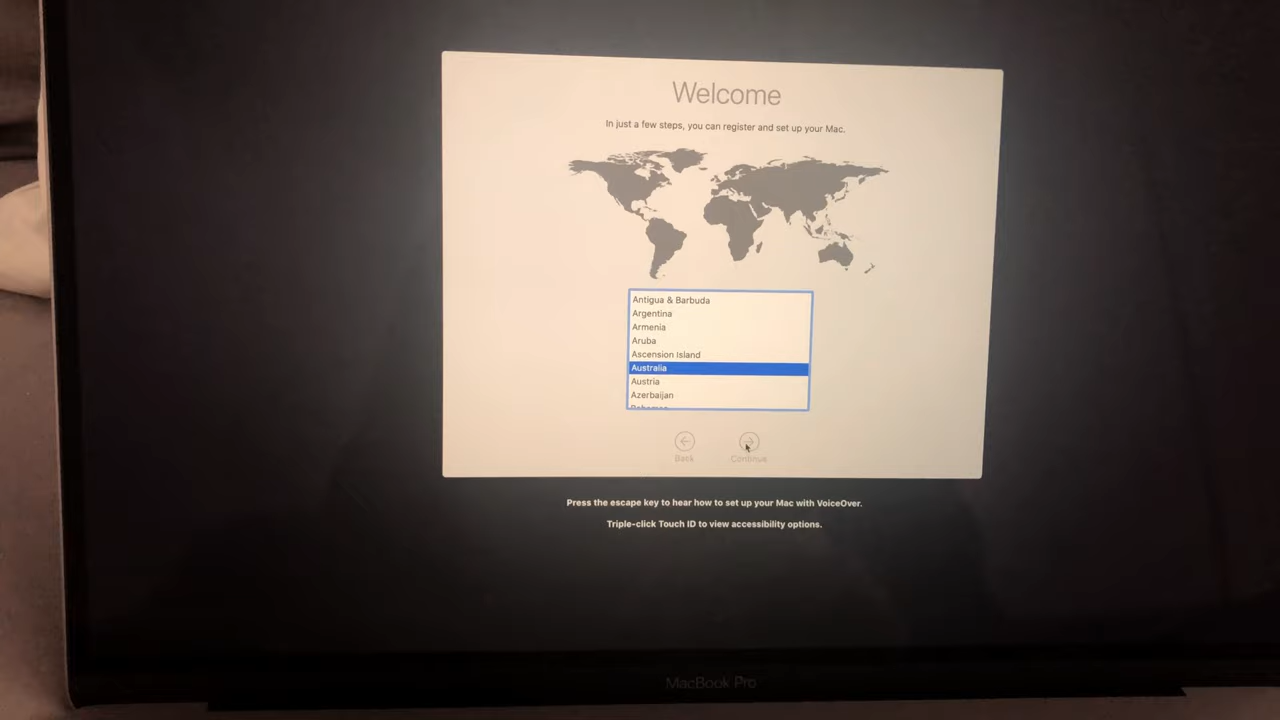 Welcome
In just a few steps, you can register and set up your Mac.
Antigua & Barbuda
Argentina
Armenia
Aruba
Ascension Island
Australia
Austria
Azerbaijan
Back
Continue
Press the escape key to hear how to set up your Mac with VoiceOver.
Triple-click Touch ID to view accessibility options.
MacBook Pro